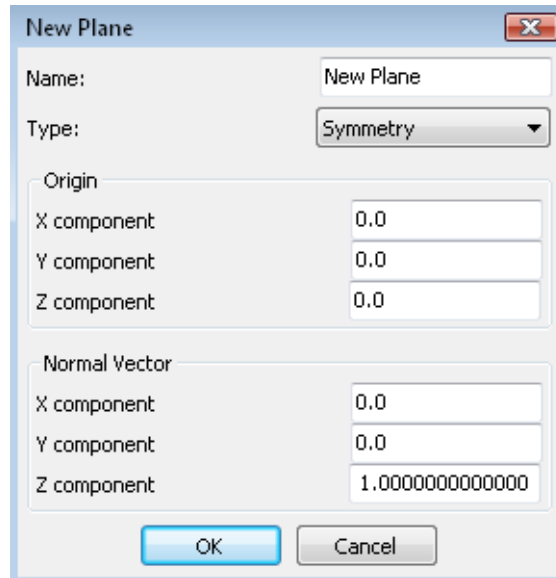 New Plane
Name: New Plane
Type: Symmetry
Origin
X component 0.0
Y component 0.0
Z component 0.0
Normal Vector
X component 0.0
Y component 0.0
Z component 1.0000000000000
OK Cancel